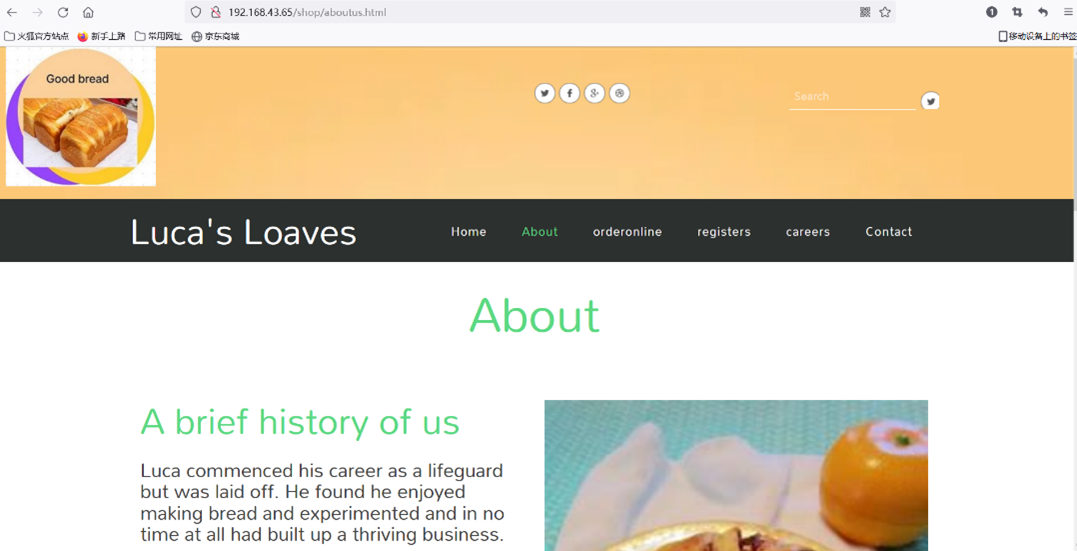 192.168.43.65/shop/aboutus.html
火狐官方站点 新手上路 常用网址 京东商城 移动设备上的书签
Good bread
Search
Luca's Loaves
Home About orderonline registers careers Contact
About
A brief history of us
Luca commenced his career as a lifeguard
but was laid off. He found he enjoyed
making bread and experimented and in no
time at all had built up a thriving business.